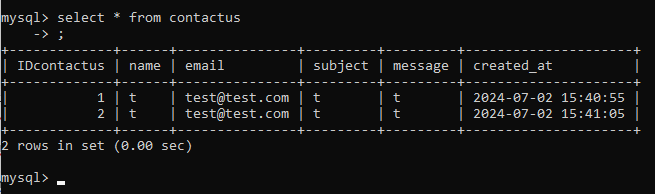 mysql> select * from contactus
    -> ;
+-------------+------+---------------+---------+---------+---------------------+
| IDcontactus | name | email         | subject | message | created_at          |
+-------------+------+---------------+---------+---------+---------------------+
|           1 | t    | test@test.com | t       | t       | 2024-07-02 15:40:55 |
|           2 | t    | test@test.com | t       | t       | 2024-07-02 15:41:05 |
+-------------+------+---------------+---------+---------+---------------------+
2 rows in set (0.00 sec)
mysql> _